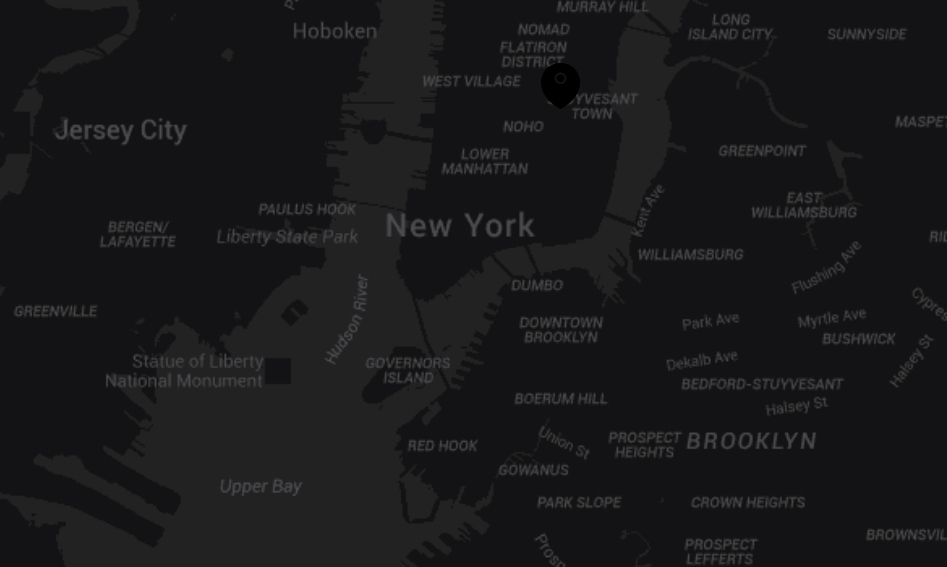 MURRAY HILL
Hoboken
NOMAD
LONG
ISLAND CITY
SUNNYSIDE
FLATIRON
DISTRICT
WEST VILLAGE
YVESANT
TOWN
Jersey City
NOHO
MASPE
LOWER
MANHATTAN
GREENPOINT
EAST
WILLIAMSBURG
Kent Ave
PAULUS HOOK
BERGEN/
LAFAYETTE
Liberty State Park
New York
WILLIAMSBURG
Flushing Ave
DUMBO
GREENVILLE
Hudson River
DOWNTOWN
BROOKLYN
Park Ave
Myrtle Ave
BUSHWICK
Cypres
Halsey St
Statue of Liberty
National Monument
GOVERNORS
ISLAND
Dekalb Ave
BEDFORD-STUYVESANT
BOERUM HILL
Halsey St
RED HOOK
Union St
PROSPECT
HEIGHTS
BROOKLYN
GOWANUS
Upper Bay
PARK SLOPE
CROWN HEIGHTS
BROWNSVIL
Prosp
PROSPECT
LEFFERTS